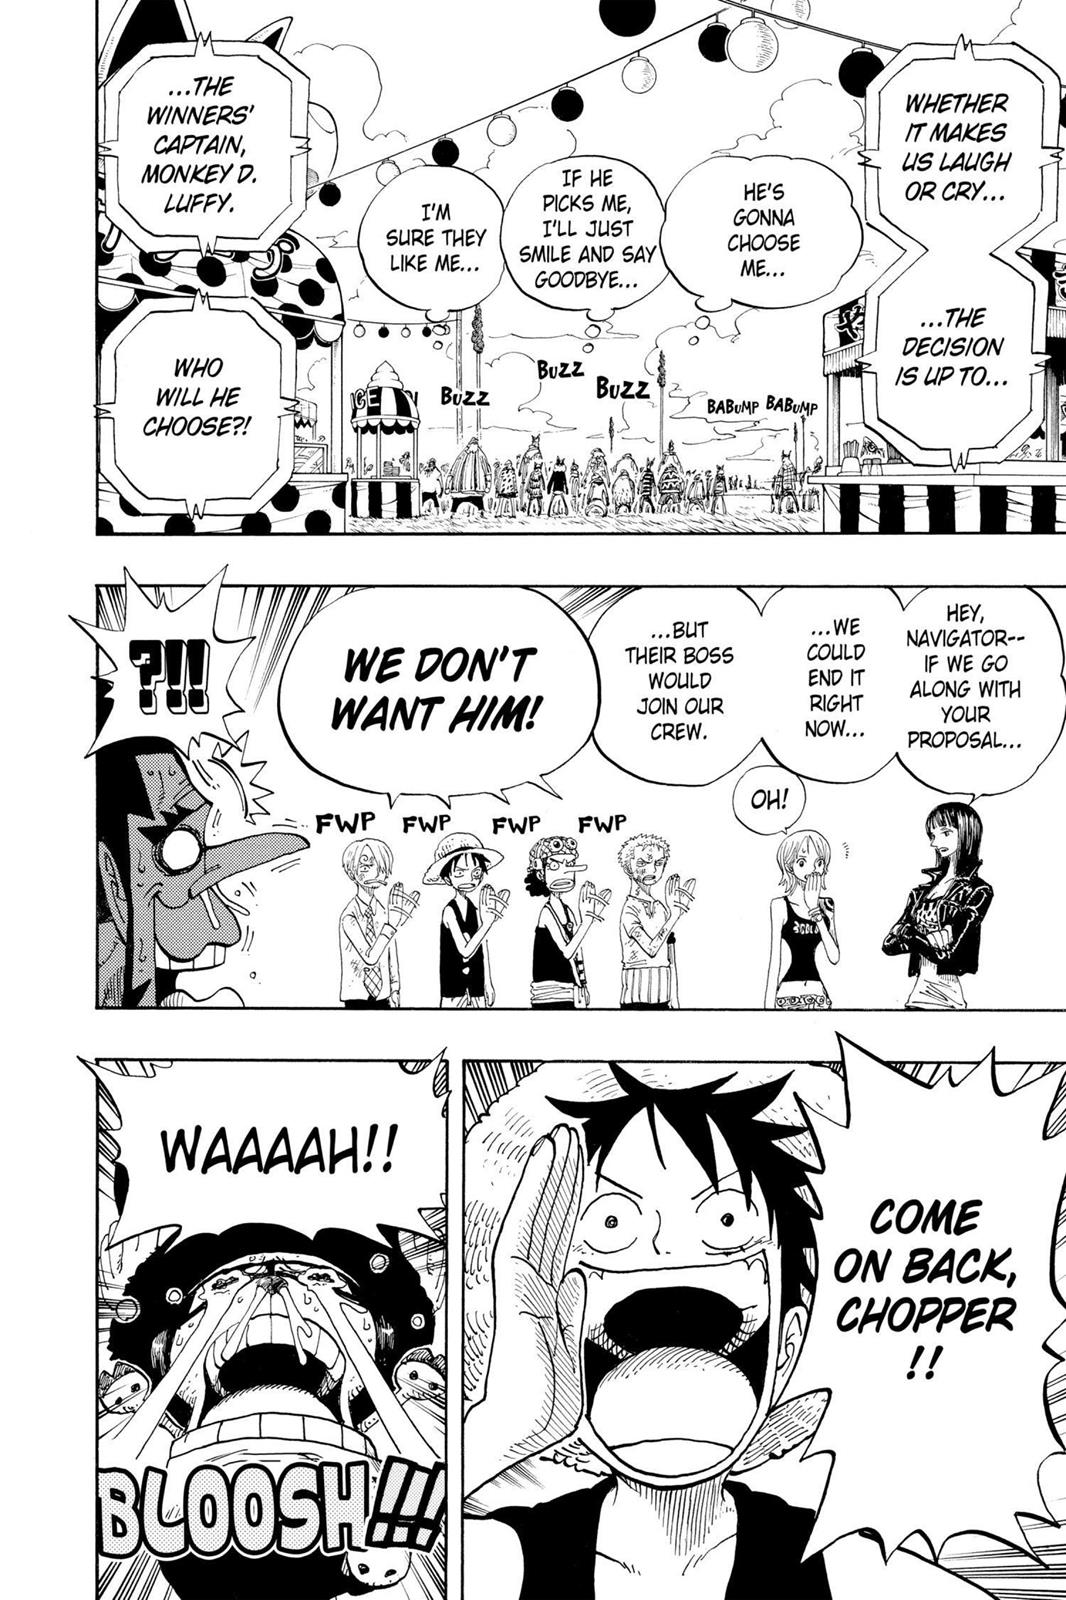 WHETHER
IT MAKES
US LAUGH
OR CRY...
...THE
DECISION
IS UP TO...
HE'S
GONNA
CHOOSE
ME...
IF HE
PICKS ME,
I'LL JUST
SMILE AND SAY
GOODBYE...
I'M
SURE THEY
LIKE ME...
...THE
WINNERS'
CAPTAIN,
MONKEY D.
LUFFY.
WHO
WILL HE
CHOOSE?!
BABUMP BABUMP
BUZZ
BUZZ
BUZZ
ICE
HEY,
NAVIGATOR--
IF WE GO
ALONG WITH
YOUR
PROPOSAL...
...WE
COULD
END IT
RIGHT
NOW...
...BUT
THEIR BOSS
WOULD
JOIN OUR
CREW.
OH!
WE DON'T
WANT HIM!
FWP FWP FWP FWP
?!!
COME
ON BACK,
CHOPPER
!!
WAAAAH!!
BLOOSH!!!